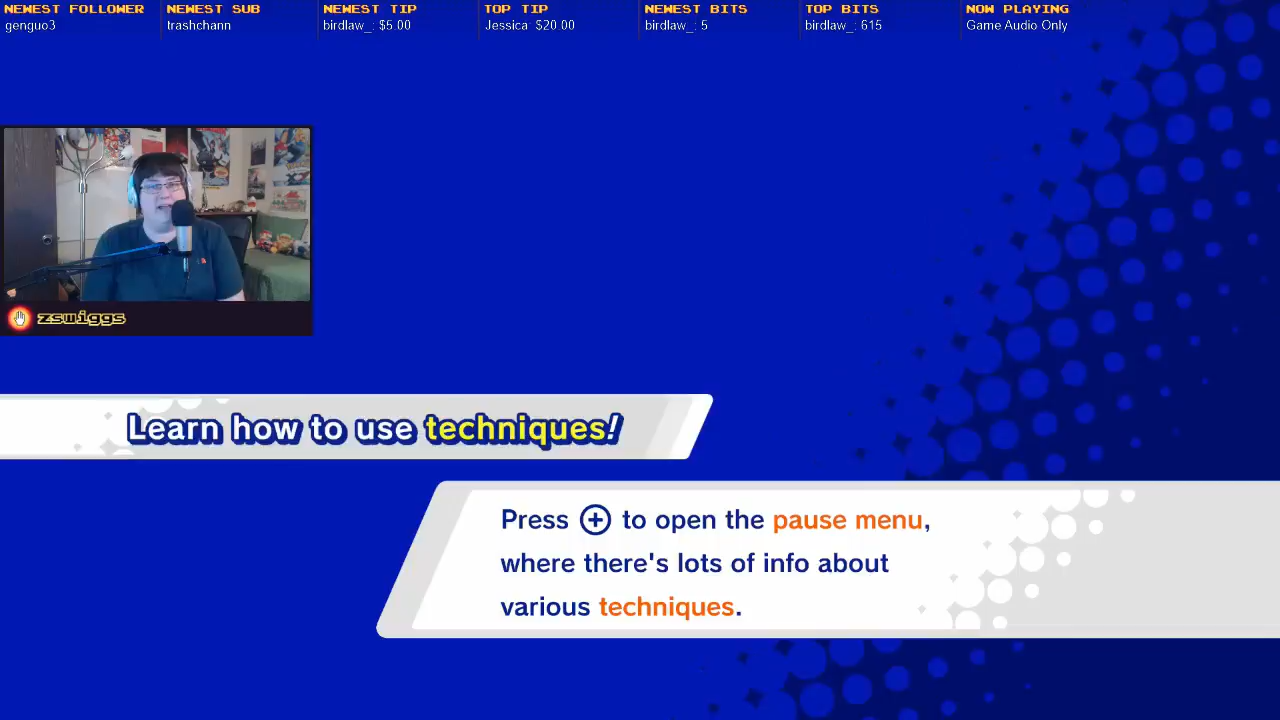 NEWEST FOLLOWER
genguo3
NEWEST SUB
trashchann
NEWEST TIP
birdlaw_: $5.00
TOP TIP
Jessica $20.00
NEWEST BITS
birdlaw_: 5
TOP BITS
birdlaw_: 615
NOW PLAYING
Game Audio Only
zswiggs
Learn how to use techniques!
Press + to open the pause menu,
where there's lots of info about
various techniques.